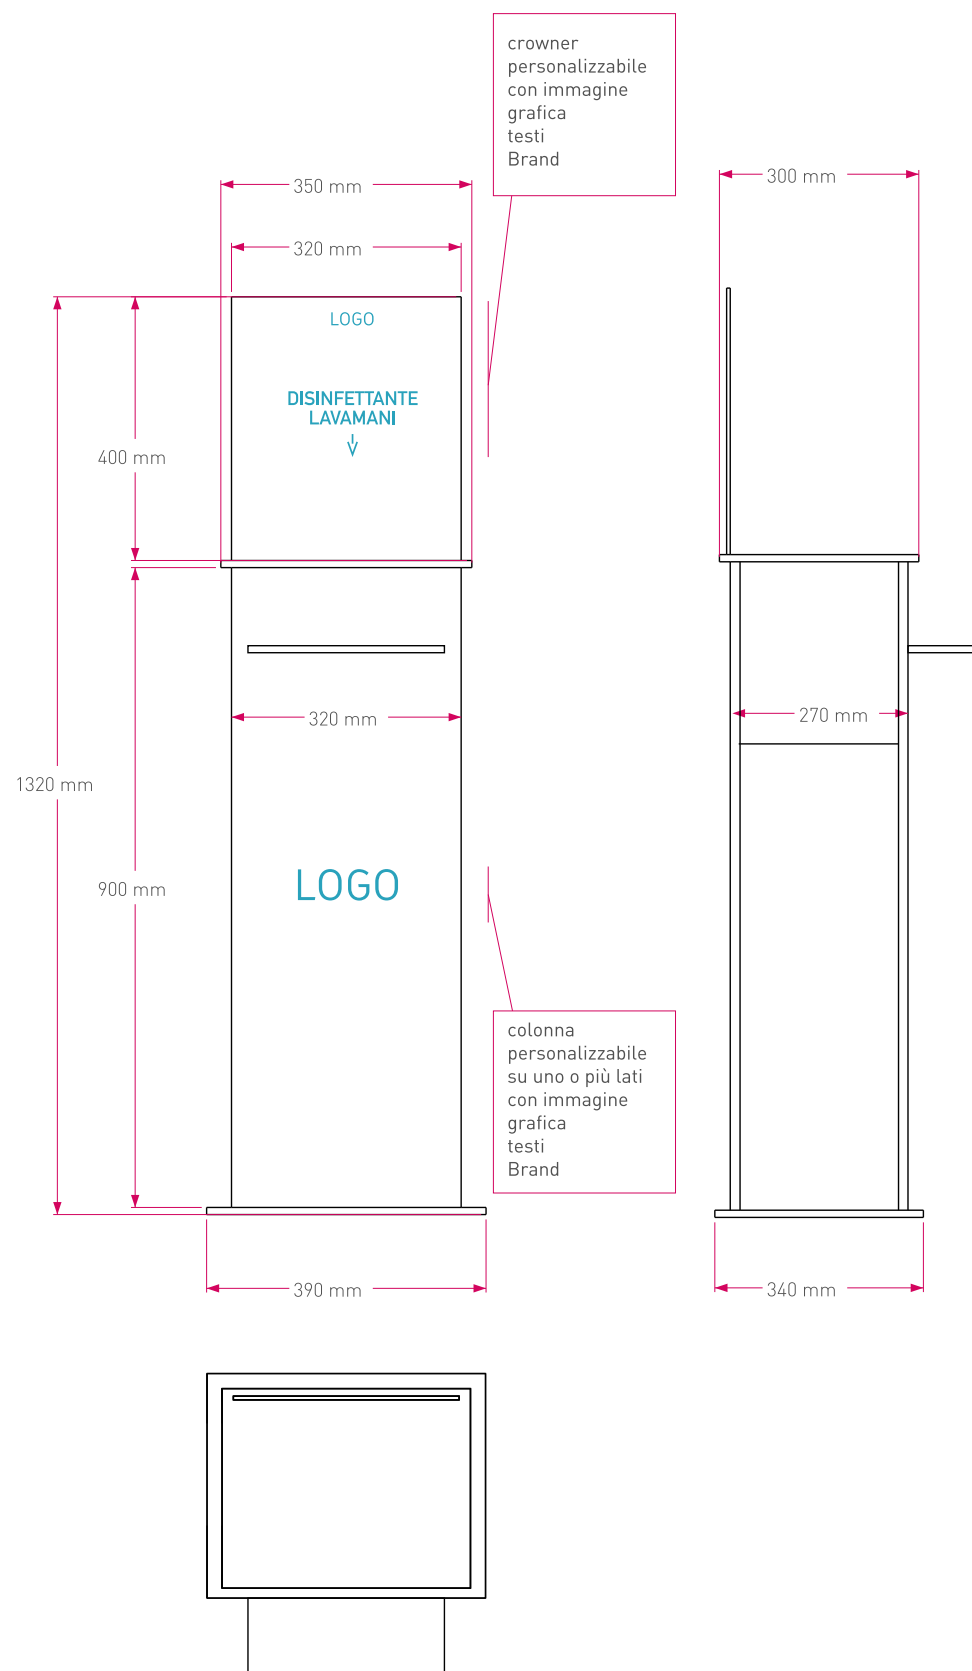 crowner
personalizzabile
con immagine
grafica
testi
Brand
350 mm
300 mm
320 mm
LOGO
DISINFETTANTE
LAVAMANI
400 mm
320 mm
270 mm
1320 mm
900 mm
LOGO
colonna
personalizzabile
su uno o più lati
con immagine
grafica
testi
Brand
390 mm
340 mm